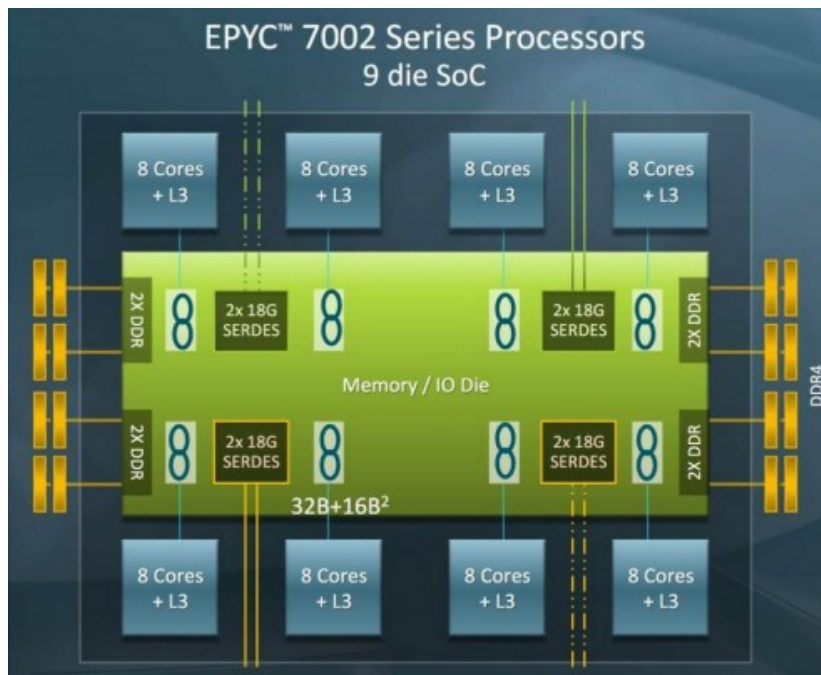 EPYC™ 7002 Series Processors
9 die SoC
8 Cores
+ L3
8 Cores
+ L3
8 Cores
+ L3
8 Cores
+ L3
2X DDR
2x 18G
SERDES
2x 18G
SERDES
2X DDR
Memory / IO Die
DDR4
2X DDR
2x 18G
SERDES
2x 18G
SERDES
2X DDR
32B+16B²
8 Cores
+ L3
8 Cores
+ L3
8 Cores
+ L3
8 Cores
+ L3